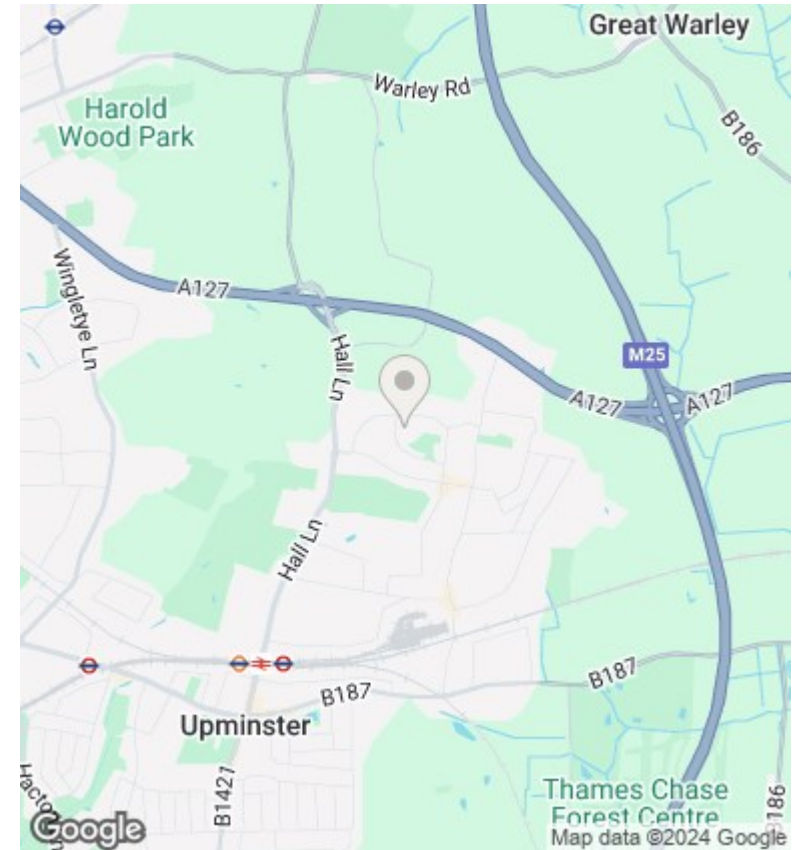 Great Warley
Warley Rd
Harold
Wood Park
B186
Wingletye Ln
A127
Hall Ln
M25
A127
A127
Hall Ln
B187
B187
Upminster
B1421
Thames Chase
Forest Centre
B186
Google
Map data ©2024 Google